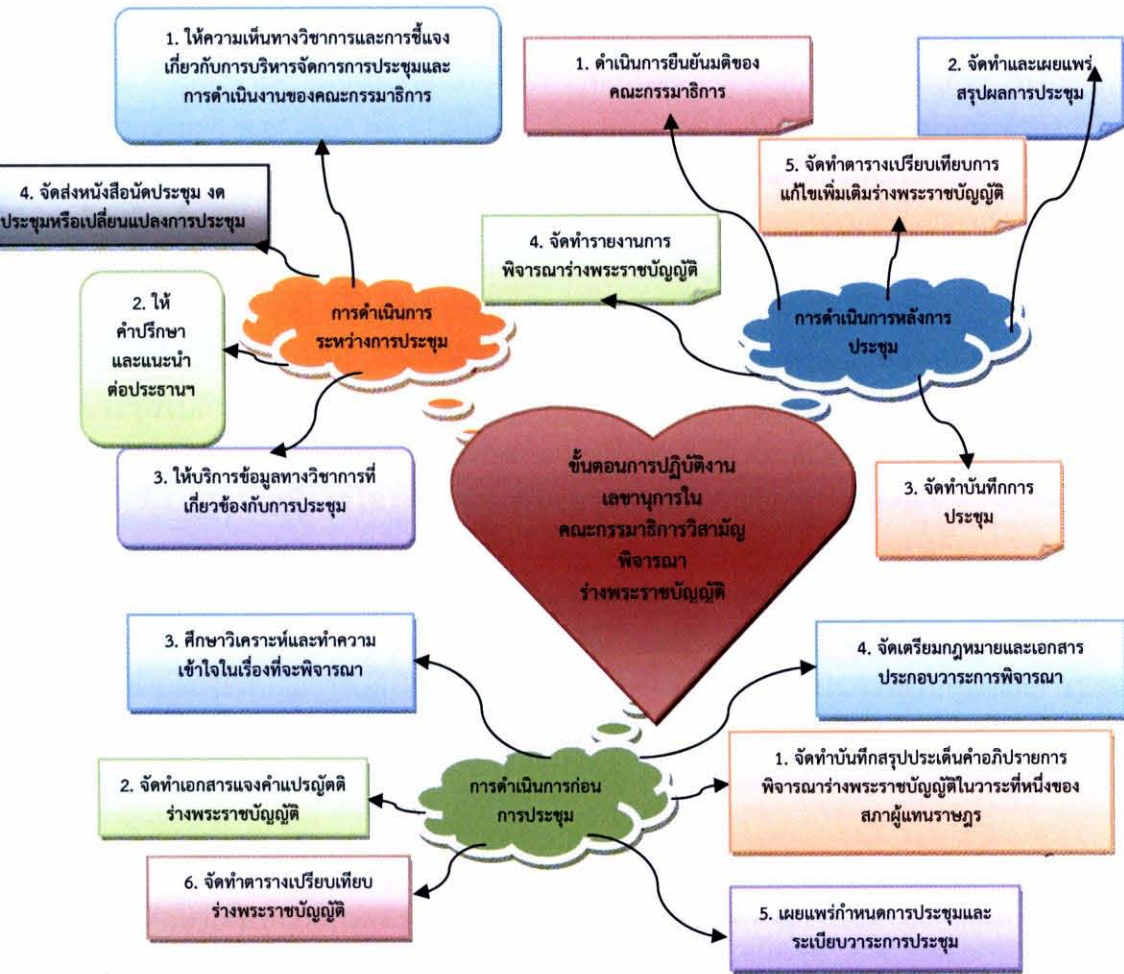 1. ให้ความเห็นทางวิชาการและการชี้แจง
เกี่ยวกับการบริหารจัดการการประชุมและ
การดำเนินงานของคณะกรรมาธิการ
1. ดำเนินการยืนยันมติของ
คณะกรรมาธิการ
2. จัดทำและเผยแพร่
สรุปผลการประชุม
4. จัดส่งหนังสือนัดประชุม งด
ประชุมหรือเปลี่ยนแปลงการประชุม
5. จัดทำตารางเปรียบเทียบการ
แก้ไขเพิ่มเติมร่างพระราชบัญญัติ
4. จัดทำรายงานการ
พิจารณาร่างพระราชบัญญัติ
2. ให้
คำปรึกษา
และแนะนำ
ต่อประธานฯ
การดำเนินการ
ระหว่างการประชุม
การดำเนินการหลังการ
ประชุม
3. ให้บริการข้อมูลทางวิชาการที่
เกี่ยวข้องกับการประชุม
ขั้นตอนการปฏิบัติงาน
เลขานุการใน
คณะกรรมาธิการวิสามัญ
พิจารณา
ร่างพระราชบัญญัติ
3. จัดทำบันทึกการ
ประชุม
3. ศึกษาวิเคราะห์และทำความ
เข้าใจในเรื่องที่จะพิจารณา
4. จัดเตรียมกฎหมายและเอกสาร
ประกอบวาระการพิจารณา
2. จัดทำเอกสารแจงคำแปรญัตติ
ร่างพระราชบัญญัติ
การดำเนินการก่อน
การประชุม
1. จัดทำบันทึกสรุปประเด็นคำอภิปรายการ
พิจารณาร่างพระราชบัญญัติในวาระที่หนึ่งของ
สภาผู้แทนราษฎร
6. จัดทำตารางเปรียบเทียบ
ร่างพระราชบัญญัติ
5. เผยแพร่กำหนดการประชุมและ
ระเบียบวาระการประชุม